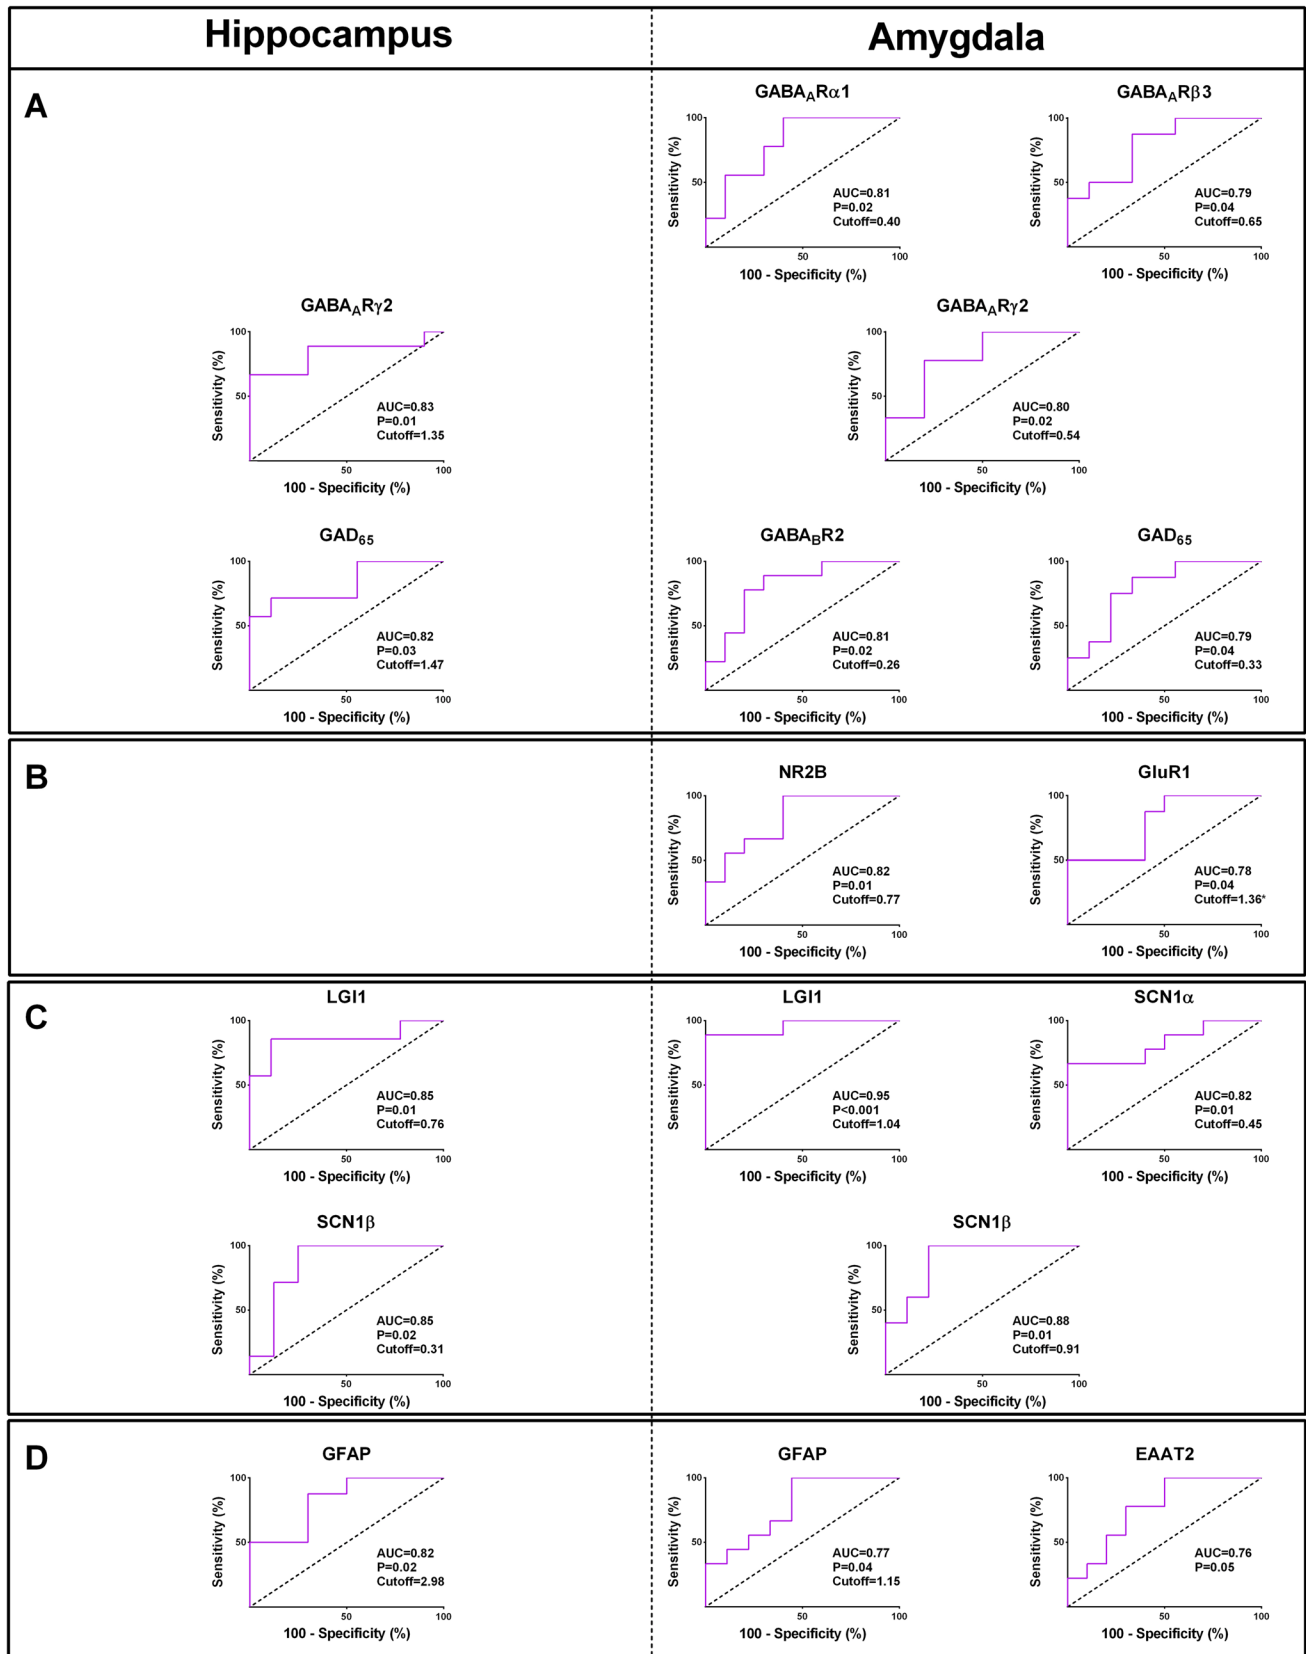 Hippocampus
Amygdala
A
GABA_ARα1
100
50
Sensitivity (%)
AUC=0.81
P=0.02
Cutoff=0.40
50
100
100 - Specificity (%)
GABA_ARβ3
100
50
Sensitivity (%)
AUC=0.79
P=0.04
Cutoff=0.65
50
100
100 - Specificity (%)
GABA_ARγ2
100
50
Sensitivity (%)
AUC=0.83
P=0.01
Cutoff=1.35
50
100
100 - Specificity (%)
GABA_ARγ2
100
50
Sensitivity (%)
AUC=0.80
P=0.02
Cutoff=0.54
50
100
100 - Specificity (%)
GAD65
100
50
Sensitivity (%)
AUC=0.82
P=0.03
Cutoff=1.47
50
100
100 - Specificity (%)
GABA_BR2
100
50
Sensitivity (%)
AUC=0.81
P=0.02
Cutoff=0.26
50
100
100 - Specificity (%)
GAD65
100
50
Sensitivity (%)
AUC=0.79
P=0.04
Cutoff=0.33
50
100
100 - Specificity (%)
B
NR2B
100
50
Sensitivity (%)
AUC=0.82
P=0.01
Cutoff=0.77
50
100
100 - Specificity (%)
GluR1
100
50
Sensitivity (%)
AUC=0.78
P=0.04
Cutoff=1.36*
50
100
100 - Specificity (%)
C
LGI1
100
50
Sensitivity (%)
AUC=0.85
P=0.01
Cutoff=0.76
50
100
100 - Specificity (%)
LGI1
100
50
Sensitivity (%)
AUC=0.95
P<0.001
Cutoff=1.04
50
100
100 - Specificity (%)
SCN1α
100
50
Sensitivity (%)
AUC=0.82
P=0.01
Cutoff=0.45
50
100
100 - Specificity (%)
SCN1β
100
50
Sensitivity (%)
AUC=0.85
P=0.02
Cutoff=0.31
50
100
100 - Specificity (%)
SCN1β
100
50
Sensitivity (%)
AUC=0.88
P=0.01
Cutoff=0.91
50
100
100 - Specificity (%)
D
GFAP
100
50
Sensitivity (%)
AUC=0.82
P=0.02
Cutoff=2.98
50
100
100 - Specificity (%)
GFAP
100
50
Sensitivity (%)
AUC=0.77
P=0.04
Cutoff=1.15
50
100
100 - Specificity (%)
EAAT2
100
50
Sensitivity (%)
AUC=0.76
P=0.05
50
100
100 - Specificity (%)